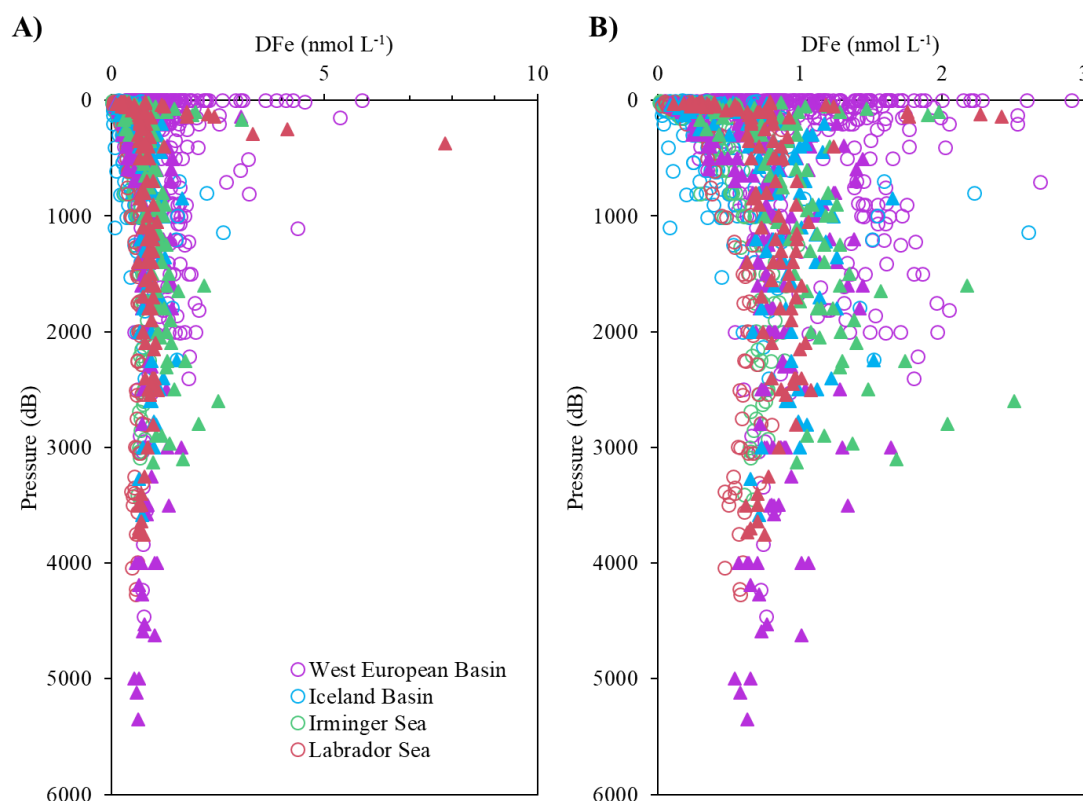 A)
DFe (nmol L⁻¹)
0 5 10
0
1000
2000
3000
4000
5000
6000
Pressure (dB)
West European Basin
Iceland Basin
Irminger Sea
Labrador Sea
B)
DFe (nmol L⁻¹)
0 1 2 3
0
1000
2000
3000
4000
5000
6000
Pressure (dB)